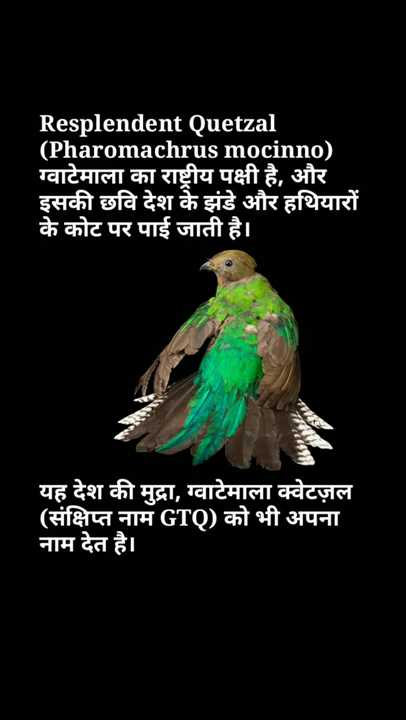 Resplendent Quetzal
(Pharomachrus mocinno)
ग्वाटेमाला का राष्ट्रीय पक्षी है, और
इसकी छवि देश के झंडे और हथियारों
के कोट पर पाई जाती है।
यह देश की मुद्रा, ग्वाटेमाला क्वेटज़ल
(संक्षिप्त नाम GTQ) को भी अपना
नाम देत है।